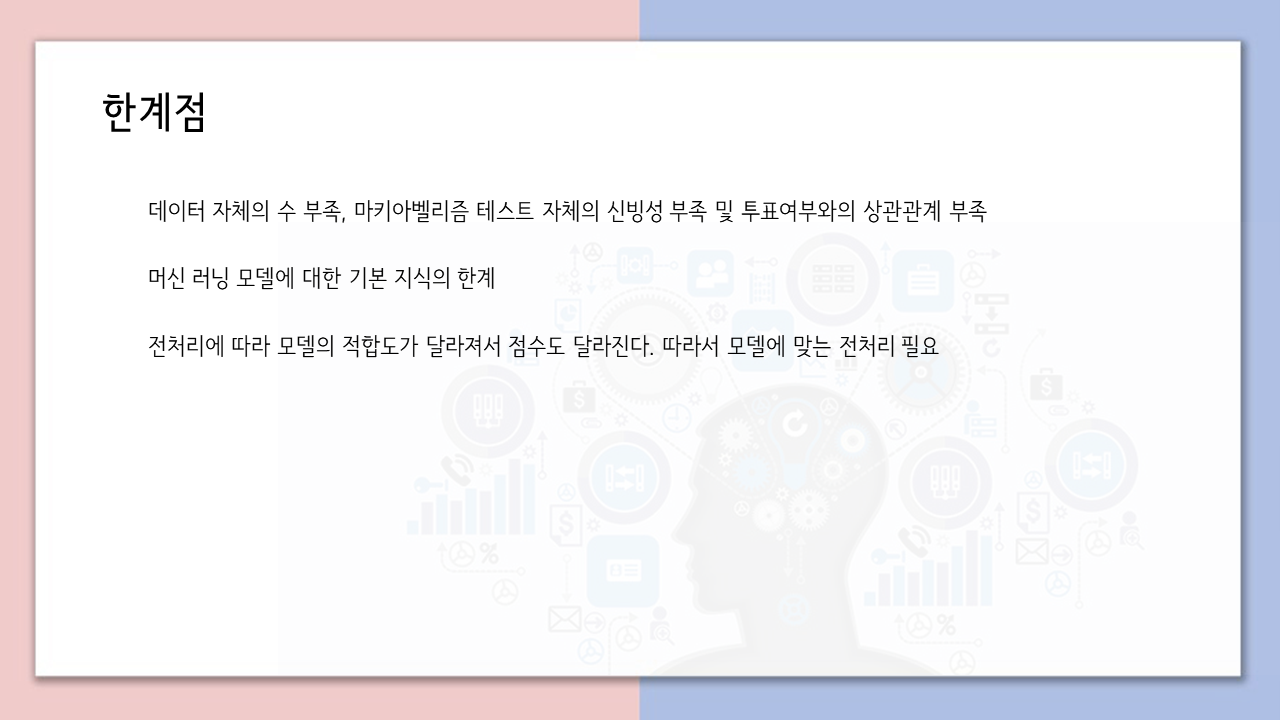 한계점
데이터 자체의 수 부족, 마키아벨리즘 테스트 자체의 신빙성 부족 및 투표여부와의 상관관계 부족
머신 러닝 모델에 대한 기본 지식의 한계
전처리에 따라 모델의 적합도가 달라져서 점수도 달라진다. 따라서 모델에 맞는 전처리 필요